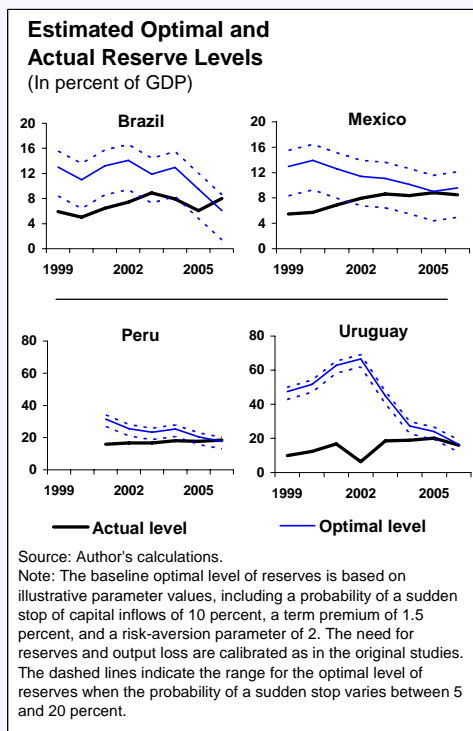 Estimated Optimal and
Actual Reserve Levels
(In percent of GDP)
Brazil
20
16
12
8
4
0
1999 2002 2005
Mexico
20
16
12
8
4
0
1999 2002 2005
Peru
80
60
40
20
0
1999 2002 2005
Uruguay
80
60
40
20
0
1999 2002 2005
Actual level Optimal level
Source: Author's calculations.
Note: The baseline optimal level of reserves is based on
illustrative parameter values, including a probability of a sudden
stop of capital inflows of 10 percent, a term premium of 1.5
percent, and a risk-aversion parameter of 2. The need for
reserves and output loss are calibrated as in the original studies.
The dashed lines indicate the range for the optimal level of
reserves when the probability of a sudden stop varies between 5
and 20 percent.